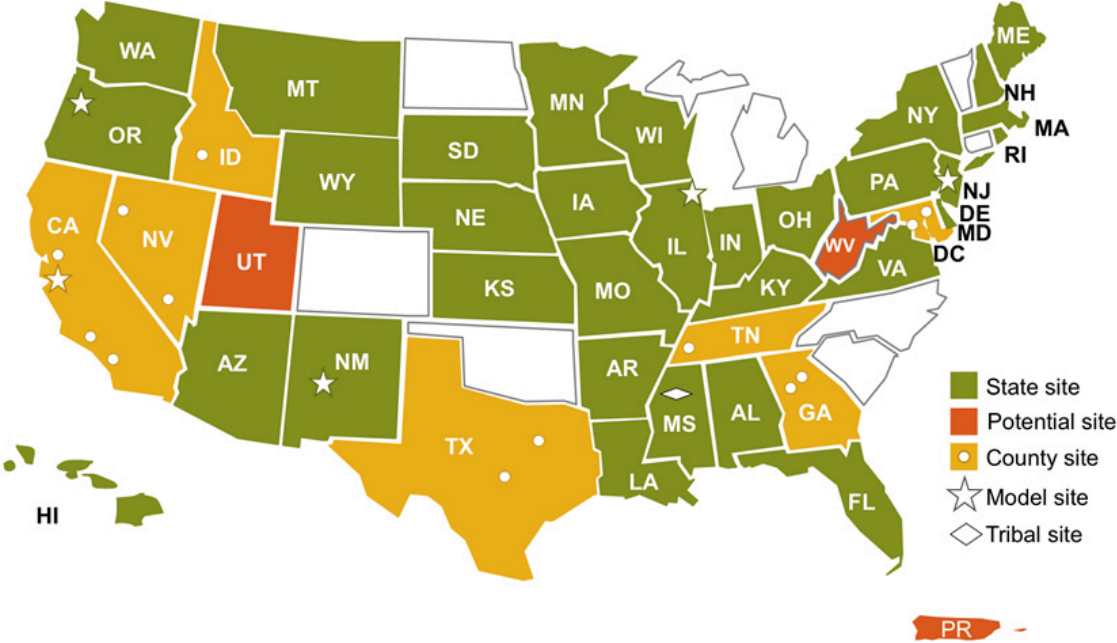 WA
MT
ME
OR
ID
MN
WI
NY
NH
MA
RI
SD
WY
PA
NJ
DE
MD
DC
CA
NV
UT
NE
IA
IL
IN
OH
WV
VA
KS
MO
KY
AZ
NM
TN
AR
TX
MS
AL
GA
LA
FL
HI
State site
Potential site
County site
Model site
Tribal site
PR